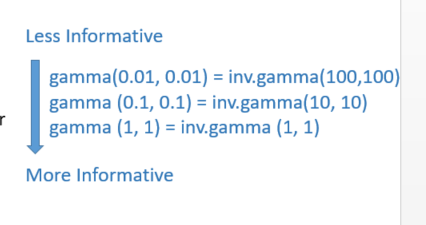 Less Informative
gamma(0.01, 0.01) = inv.gamma(100,100)
r
gamma (0.1, 0.1) = inv.gamma(10, 10)
gamma (1, 1) = inv.gamma (1, 1)
More Informative